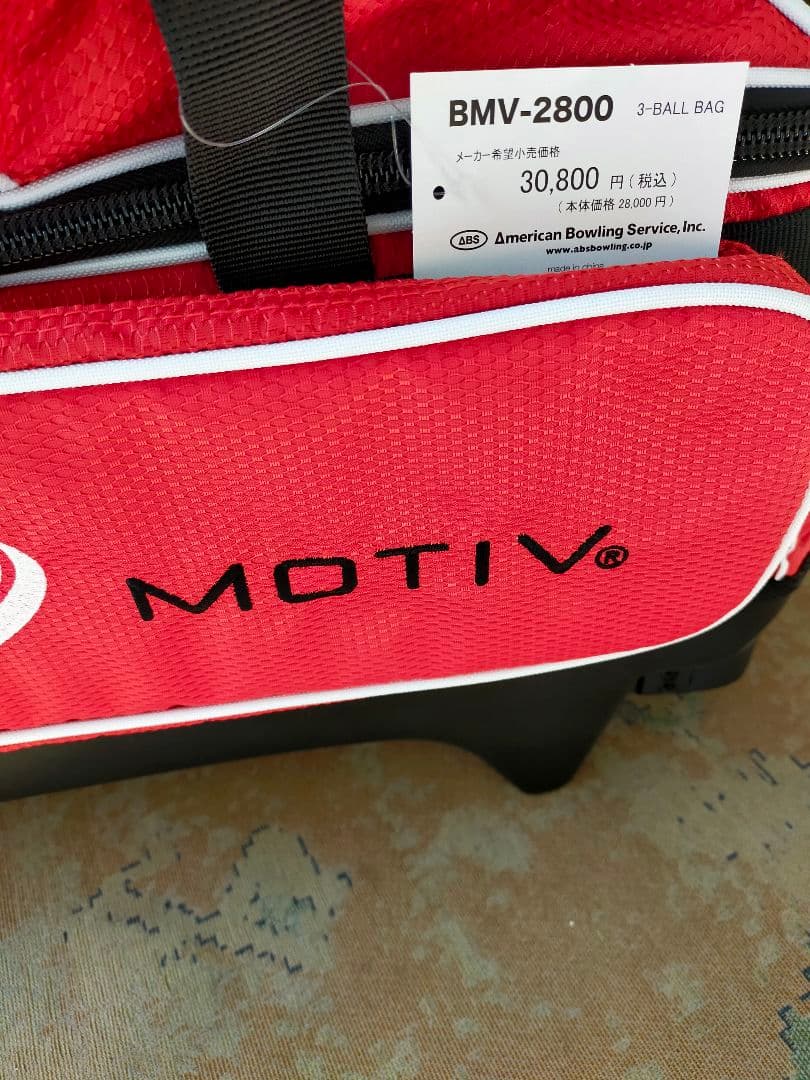 BMV-2800 3-BALL BAG
メーカー希望小売価格
30,800 円(税込)
(本体価格 28,000 円)
ABS American Bowling Service, Inc.
www.absbowling.co.jp
made in china
MOTIV®